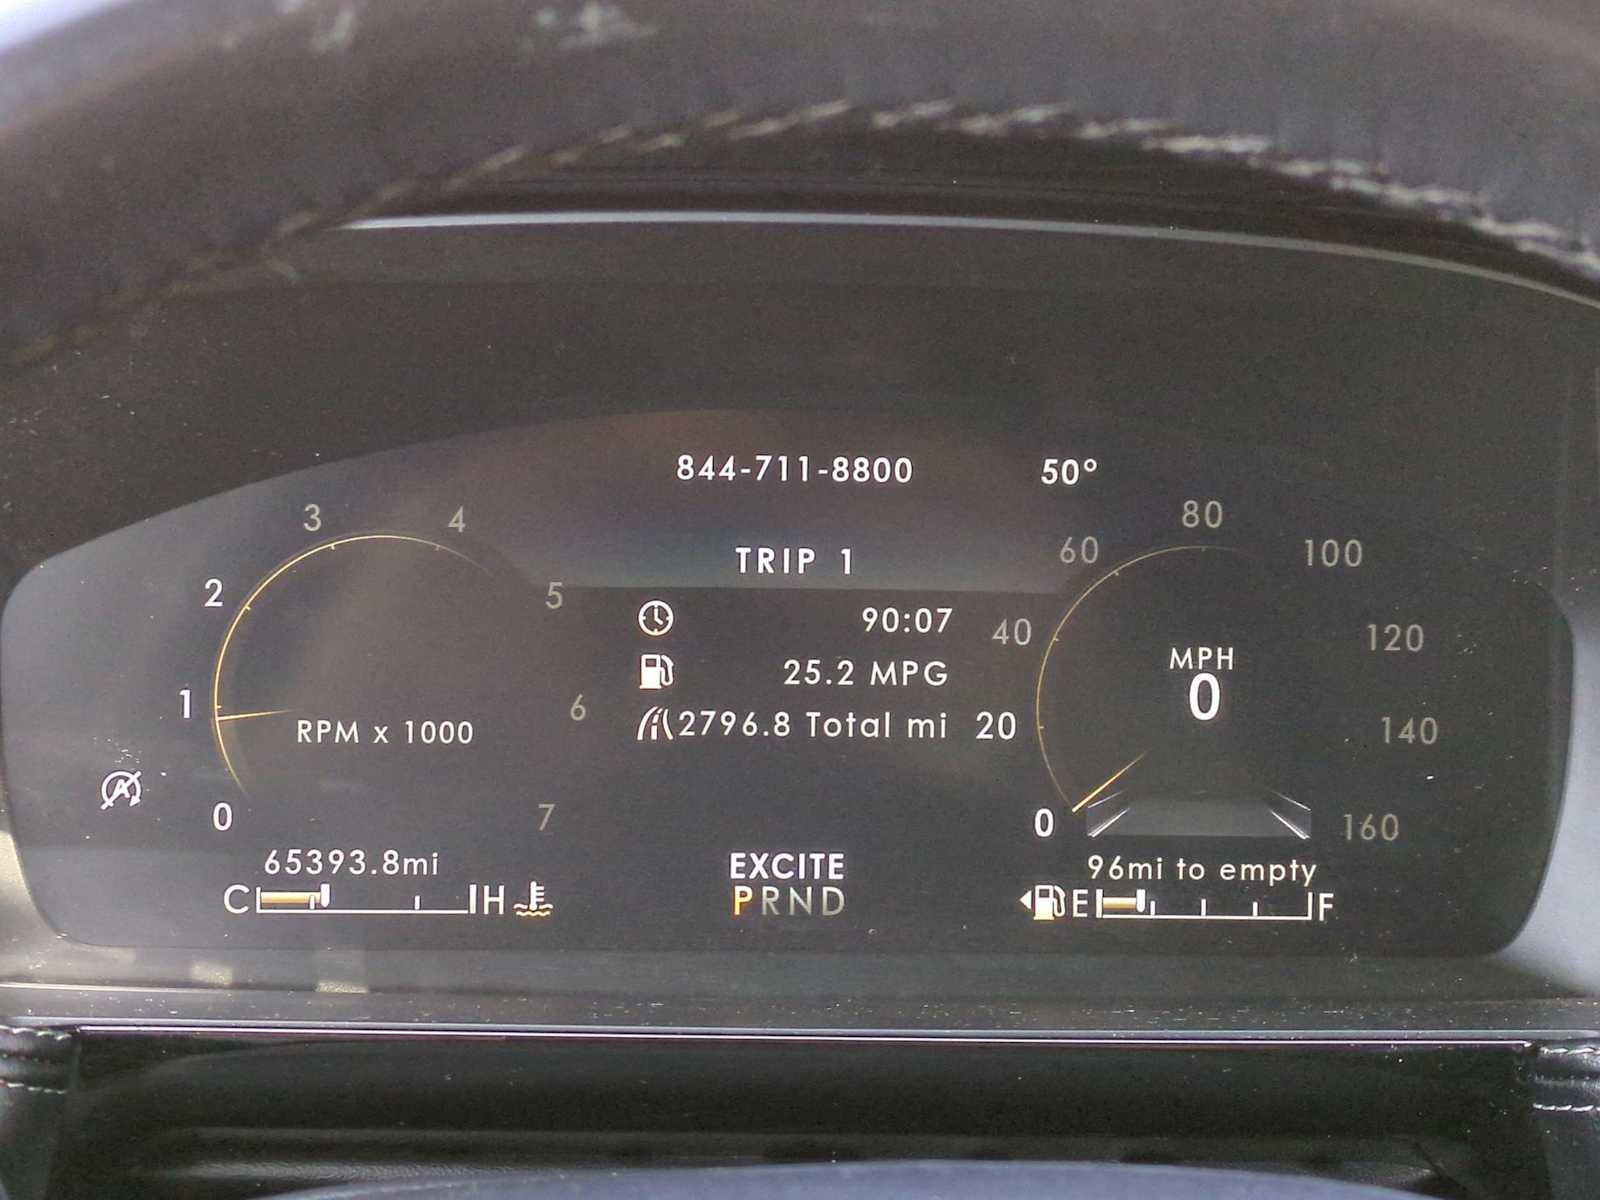 844-711-8800 50°
TRIP 1
90:07
25.2 MPG
2796.8 Total mi
0 1 2 3 4 5 6 7
RPM x 1000
0 20 40 60 80 100 120 140 160
MPH
0
A
65393.8mi
C H
EXCITE
PRND
96mi to empty
E F